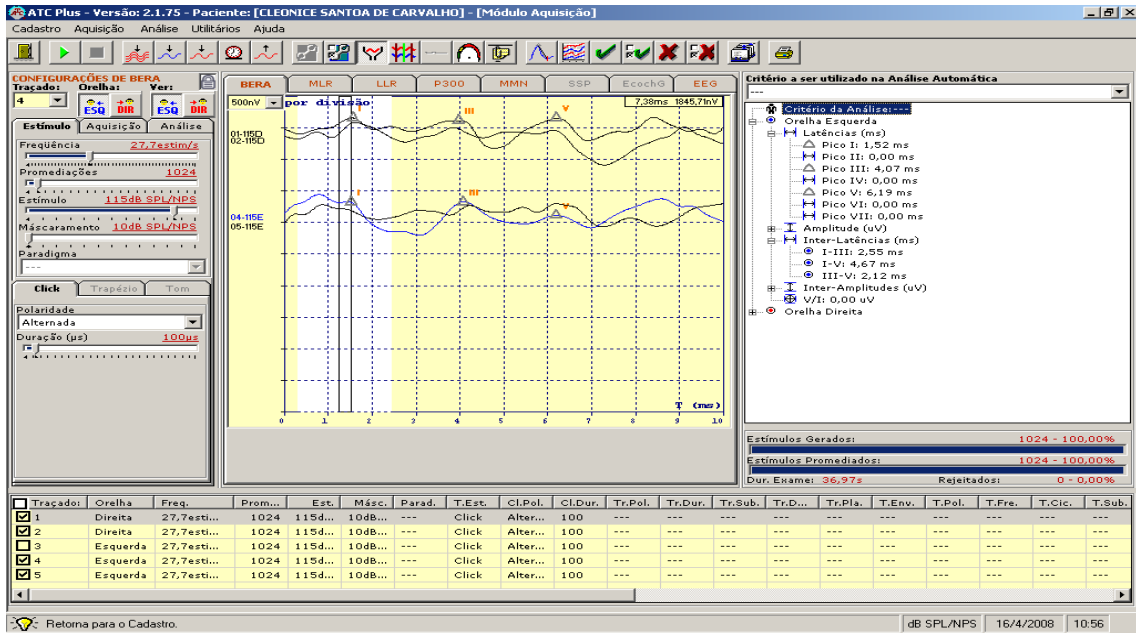 ATC Plus - Versão: 2.1.75 - Paciente: [CLEONICE SANTOA DE CARVALHO] - [Módulo Aquisição]
Cadastro Aquisição Análise Utilitários Ajuda
CONFIGURAÇÕES DE BERA
Traçado: Orelha: Ver:
4 ESQ DIR ESQ DIR
Estímulo Aquisição Análise
Freqüência 27,7estim/s
Promediações 1024
Estímulo 115dB SPL/NPS
Máscaramento 10dB SPL/NPS
Paradigma
---
Click Trapézio Tom
Polaridade
Alternada
Duração (µs) 100µs
BERA MLR LLR P300 MMN SSP EcochG EEG
500nV por divisão 7,38ms 1845,71nV
I III V
01-115D
02-115D
I III V
04-115E
05-115E
T (ms)
0 1 2 3 4 5 6 7 8 9 10
Critério a ser utilizado na Análise Automática
---
Critério da Análise:---
Orelha Esquerda
Latências (ms)
Pico I: 1,52 ms
Pico II: 0,00 ms
Pico III: 4,07 ms
Pico IV: 0,00 ms
Pico V: 6,19 ms
Pico VI: 0,00 ms
Pico VII: 0,00 ms
Amplitude (uV)
Inter-Latências (ms)
I-III: 2,55 ms
I-V: 4,67 ms
III-V: 2,12 ms
Inter-Amplitudes (uV)
V/I: 0,00 uV
Orelha Direita
Estímulos Gerados: 1024 - 100,00%
Estímulos Promediados: 1024 - 100,00%
Dur. Exame: 36,97s Rejeitados: 0 - 0,00%
Traçado: Orelha Freq. Prom... Est. Másc. Parad. T.Est. Cl.Pol. Cl.Dur. Tr.Pol. Tr.Dur. Tr.Sub. Tr.D... Tr.Pla. T.Env. T.Pol. T.Fre. T.Cic. T.Sub.
1 Direita 27,7esti... 1024 115d... 10dB... --- Click Alter... 100 --- --- --- --- --- --- --- --- --- ---
2 Direita 27,7esti... 1024 115d... 10dB... --- Click Alter... 100 --- --- --- --- --- --- --- --- --- ---
3 Esquerda 27,7esti... 1024 115d... 10dB... --- Click Alter... 100 --- --- --- --- --- --- --- --- --- ---
4 Esquerda 27,7esti... 1024 115d... 10dB... --- Click Alter... 100 --- --- --- --- --- --- --- --- --- ---
5 Esquerda 27,7esti... 1024 115d... 10dB... --- Click Alter... 100 --- --- --- --- --- --- --- --- --- ---
Retorna para o Cadastro. dB SPL/NPS 16/4/2008 10:56